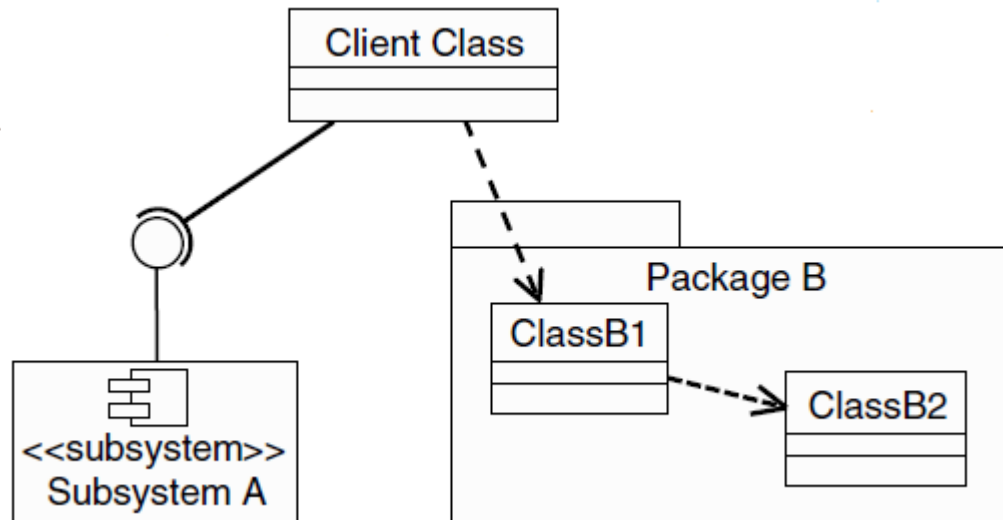 Client Class
Package B
ClassB1
ClassB2
<<subsystem>>
Subsystem A